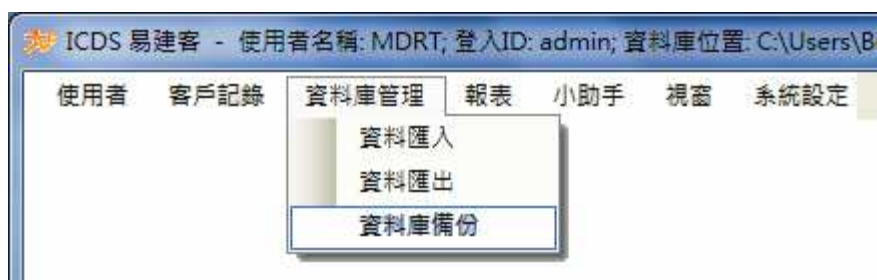 ICDS 易建客 - 使用者名稱: MDRT; 登入ID: admin; 資料庫位置: C:\Users\B
使用者 客戶記錄 資料庫管理 報表 小助手 視窗 系統設定
資料匯入
資料匯出
資料庫備份